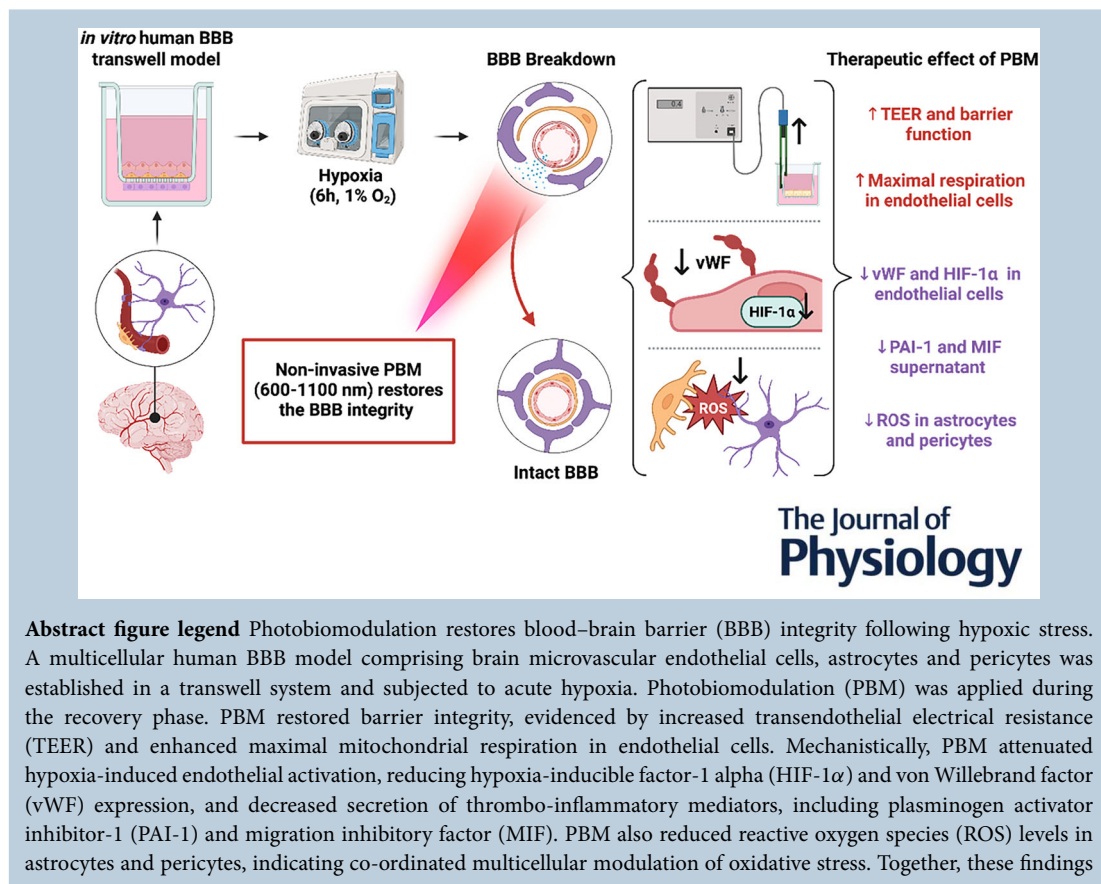 in vitro human BBB
transwell model
Hypoxia
(6h, 1% O₂)
BBB Breakdown
Non-invasive PBM
(600-1100 nm) restores
the BBB integrity
Intact BBB
0.4
↓ vWF
HIF-1α
ROS
Therapeutic effect of PBM
↑ TEER and barrier
function
↑ Maximal respiration
in endothelial cells
↓ vWF and HIF-1α in
endothelial cells
↓ PAI-1 and MIF
supernatant
↓ ROS in astrocytes
and pericytes
The Journal of
Physiology
Abstract figure legend Photobiomodulation restores blood–brain barrier (BBB) integrity following hypoxic stress.
A multicellular human BBB model comprising brain microvascular endothelial cells, astrocytes and pericytes was
established in a transwell system and subjected to acute hypoxia. Photobiomodulation (PBM) was applied during
the recovery phase. PBM restored barrier integrity, evidenced by increased transendothelial electrical resistance
(TEER) and enhanced maximal mitochondrial respiration in endothelial cells. Mechanistically, PBM attenuated
hypoxia-induced endothelial activation, reducing hypoxia-inducible factor-1 alpha (HIF-1α) and von Willebrand factor
(vWF) expression, and decreased secretion of thrombo-inflammatory mediators, including plasminogen activator
inhibitor-1 (PAI-1) and migration inhibitory factor (MIF). PBM also reduced reactive oxygen species (ROS) levels in
astrocytes and pericytes, indicating co-ordinated multicellular modulation of oxidative stress. Together, these findings